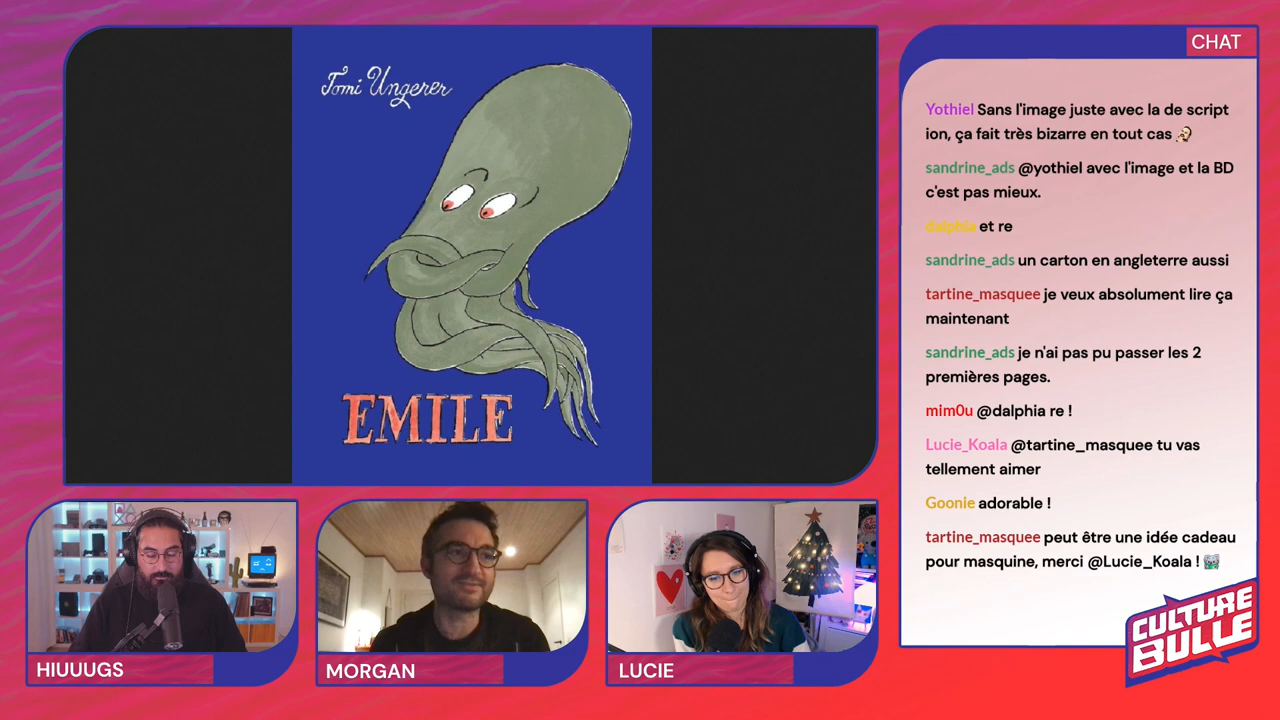 Tomi Ungerer
EMILE
HIUUUGS
MORGAN
LUCIE
CHAT
Yothiel Sans l'image juste avec la de script
ion, ça fait très bizarre en tout cas
sandrine_ads @yothiel avec l'image et la BD
c'est pas mieux.
dalphia et re
sandrine_ads un carton en angleterre aussi
tartine_masquee je veux absolument lire ça
maintenant
sandrine_ads je n'ai pas pu passer les 2
premières pages.
mim0u @dalphia re !
Lucie_Koala @tartine_masquee tu vas
tellement aimer
Goonie adorable !
tartine_masquee peut être une idée cadeau
pour masquine, merci @Lucie_Koala !
CULTURE
BULLE